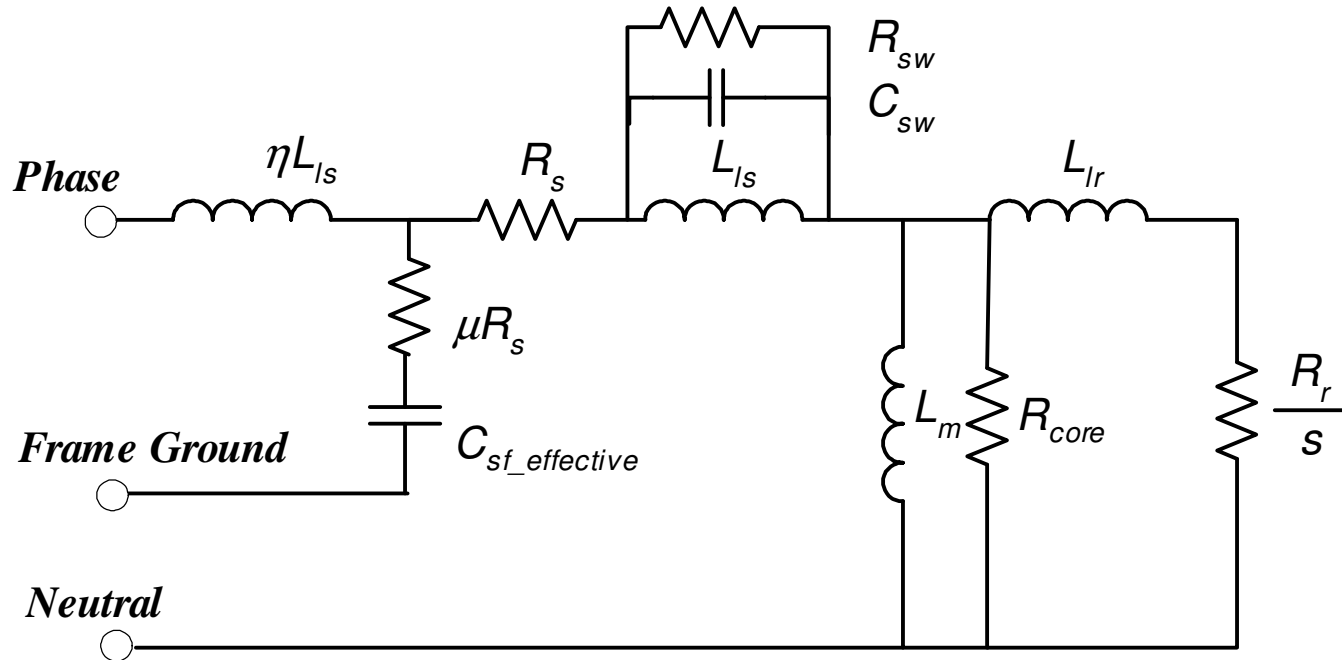 R_sw
C_sw
ηL_ls
R_s
L_ls
L_lr
Phase
μR_s
L_m
R_core
R_r
s
Frame Ground
C_sf_effective
Neutral